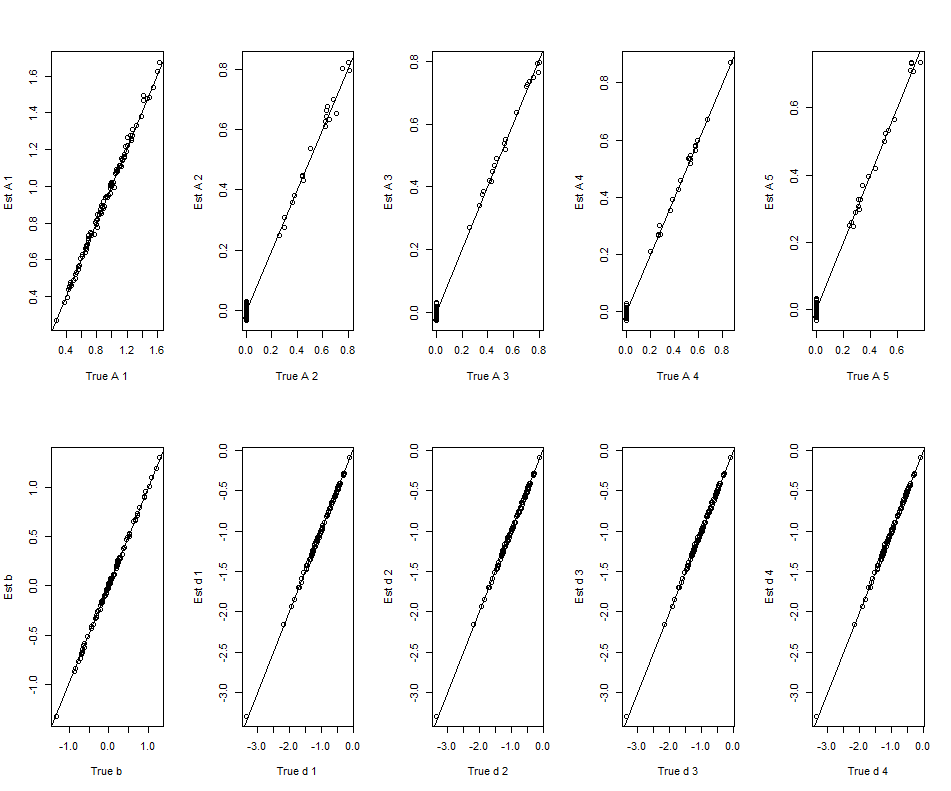 Est A 1
1.6
1.4
1.2
1.0
0.8
0.6
0.4
0.4 0.8 1.2 1.6
True A 1
Est A 2
0.8
0.6
0.4
0.2
0.0
0.0 0.2 0.4 0.6 0.8
True A 2
Est A 3
0.8
0.6
0.4
0.2
0.0
0.0 0.2 0.4 0.6 0.8
True A 3
Est A 4
0.8
0.6
0.4
0.2
0.0
0.0 0.2 0.4 0.6 0.8
True A 4
Est A 5
0.6
0.4
0.2
0.0
0.0 0.2 0.4 0.6
True A 5
Est b
1.0
0.5
0.0
-0.5
-1.0
-1.0 0.0 1.0
True b
Est d 1
0.0
-0.5
-1.0
-1.5
-2.0
-2.5
-3.0
-3.0 -2.0 -1.0 0.0
True d 1
Est d 2
0.0
-0.5
-1.0
-1.5
-2.0
-2.5
-3.0
-3.0 -2.0 -1.0 0.0
True d 2
Est d 3
0.0
-0.5
-1.0
-1.5
-2.0
-2.5
-3.0
-3.0 -2.0 -1.0 0.0
True d 3
Est d 4
0.0
-0.5
-1.0
-1.5
-2.0
-2.5
-3.0
-3.0 -2.0 -1.0 0.0
True d 4